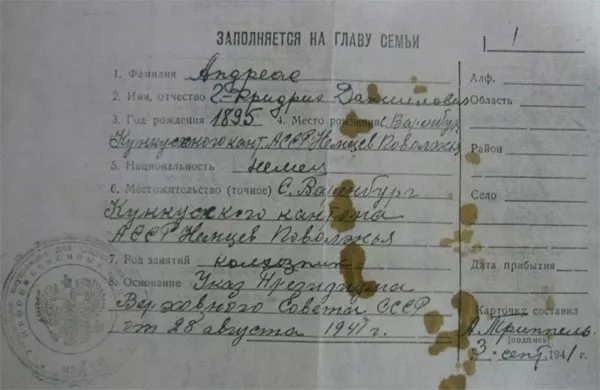 ЗАПОЛНЯЕТСЯ НА ГЛАВУ СЕМЬИ
1
1. Фамилия Андреас
2. Имя, отчество Г-Фридрих Даниилович
3. Год рождения 1895 4. Место рождения с. Варенбург
Куккусского кант. АССР Немцев Поволжья
5. Национальность немец
6. Местожительство (точное) С. Варенбург
Куккусского кантона
АССР Немцев Поволжья
7. Род занятий колхозник
8. Основание Указ Президиума
Верховного Совета СССР
от 28 августа 1941 г.
Алф.
Область
Район
Село
Дата прибытия
Карточку составил
А. Триппель
(подпись)
3. сент. 1941 г.